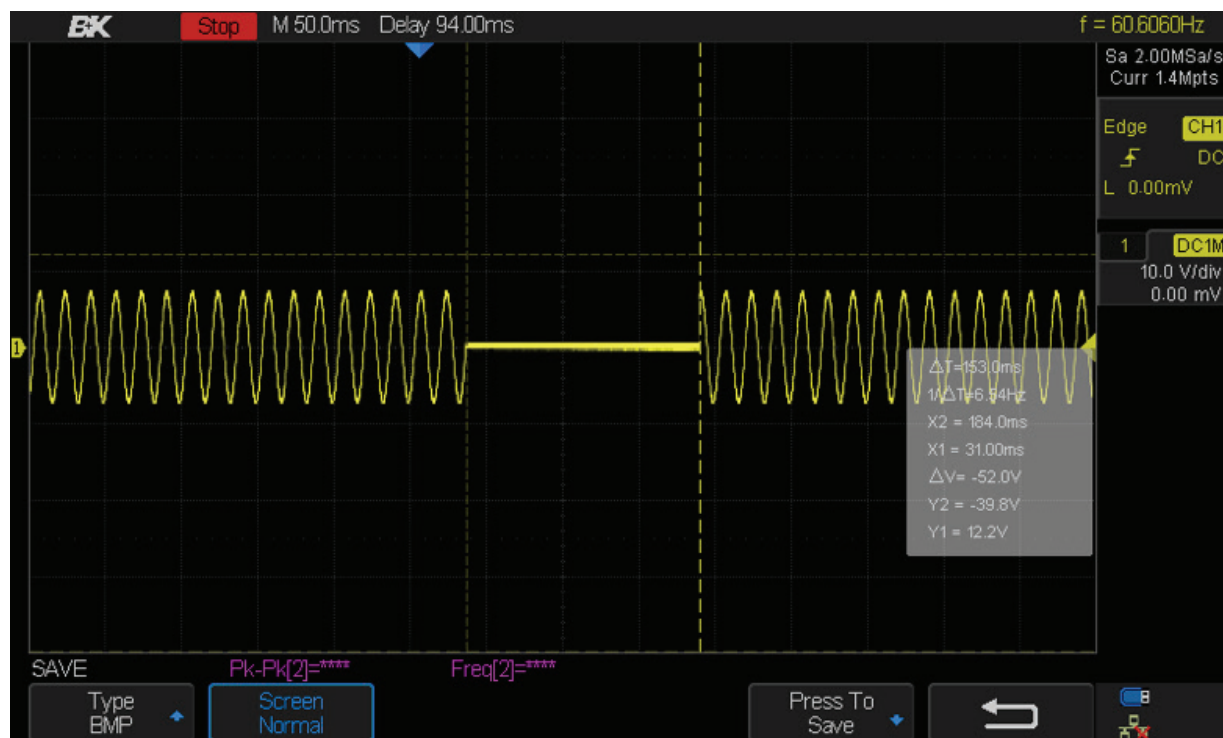 BK Stop M 50.0ms Delay 94.00ms f = 60.6060Hz
Sa 2.00MSa/s
Curr 1.4Mpts
Edge CH1
DC
L 0.00mV
1 DC1M
10.0 V/div
0.00 mV
1
△T=153.0ms
1/△T=6.54Hz
X2 = 184.0ms
X1 = 31.00ms
△V= -52.0V
Y2 = -39.8V
Y1 = 12.2V
SAVE Pk-Pk[2]=**** Freq[2]=****
Type
BMP
Screen
Normal
Press To
Save